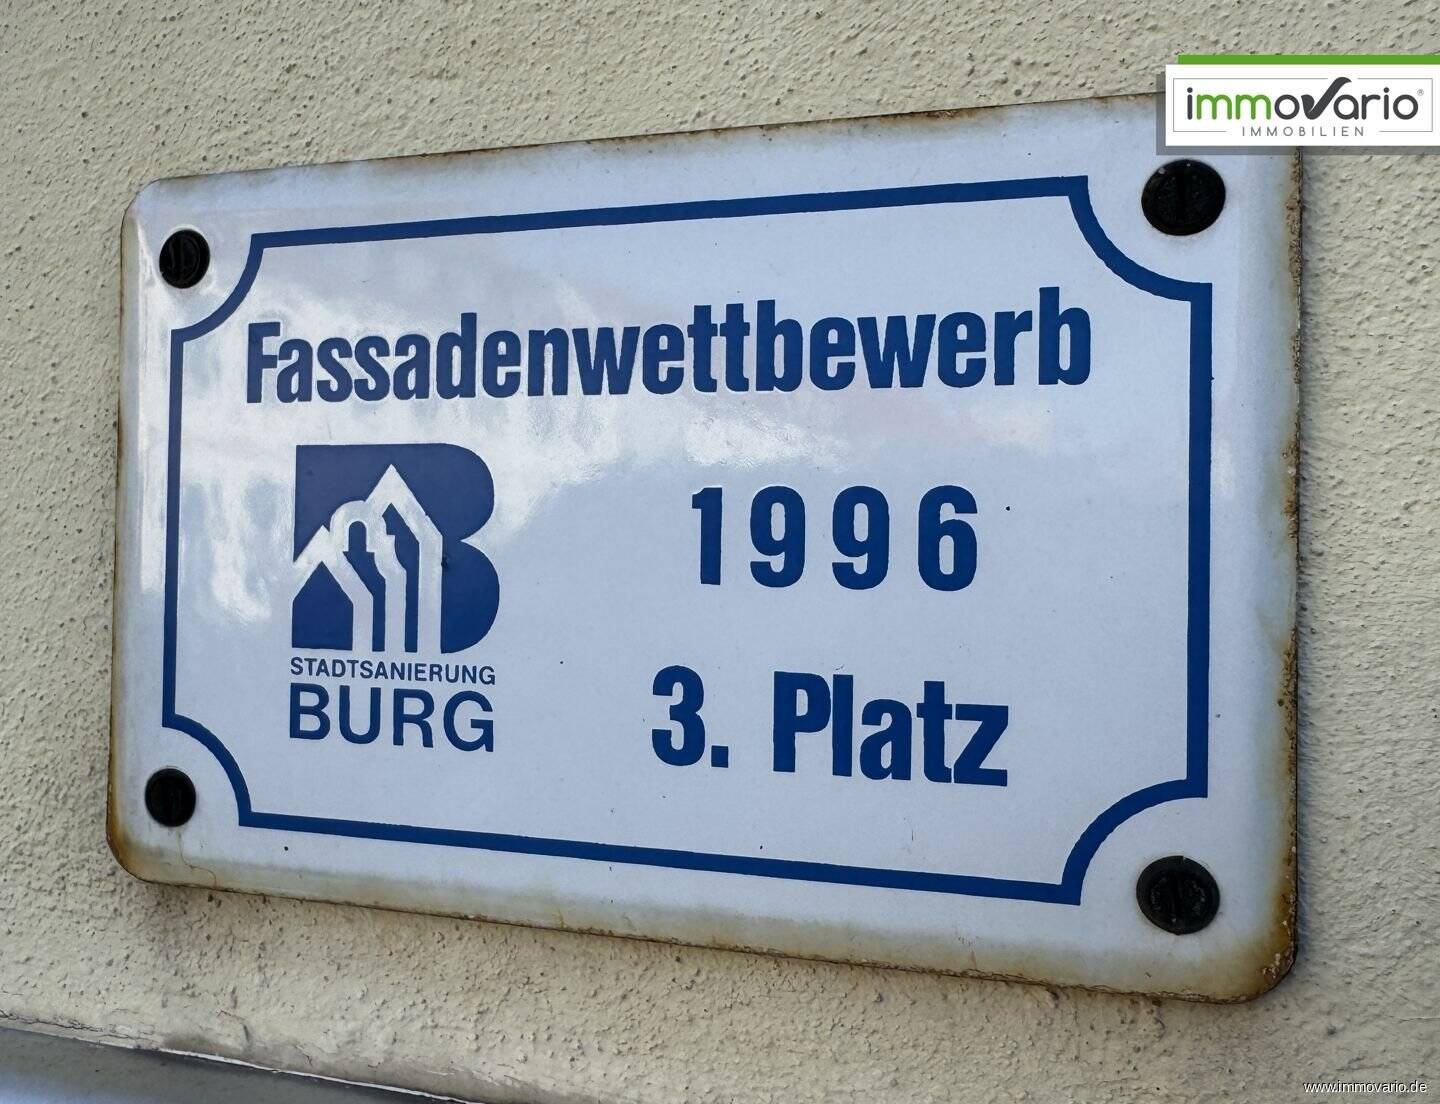 immovario®
IMMOBILIEN
Fassadenwettbewerb
1996
3. Platz
STADTSANIERUNG
BURG
www.immovario.de